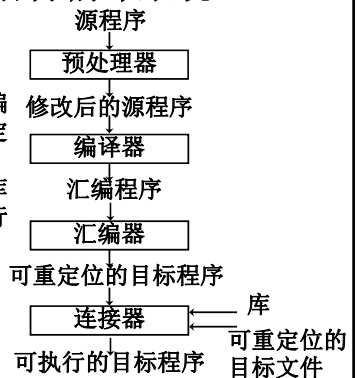 源程序
预处理器
编
修改后的源程序
编译器
汇编程序
行
汇编器
可重定位的目标程序
库
连接器
可重定位的
目标文件
可执行的目标程序